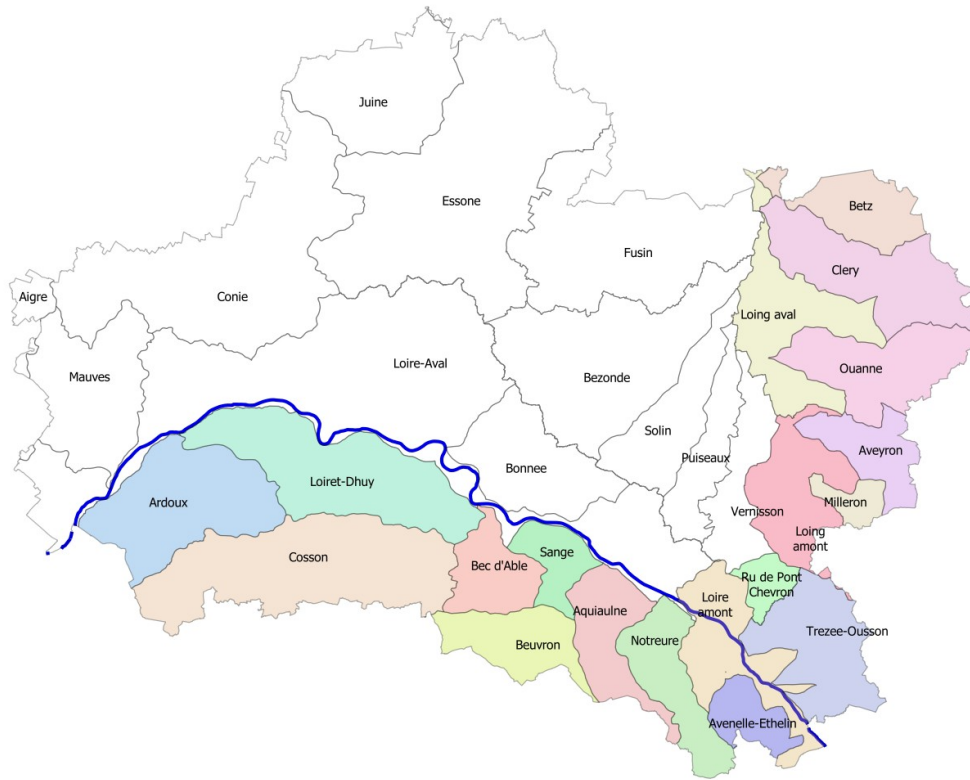 Juine
Essone
Betz
Fusin
Clery
Aigre
Conie
Loing aval
Loire-Aval
Ouanne
Mauves
Bezonde
Solin
Aveyron
Bonnee
Puiseaux
Loiret-Dhuy
Ardoux
Milleron
Vernisson
Loing
amont
Sange
Cosson
Bec d'Able
Ru de Pont
Chevron
Loire
amont
Aquiaulne
Trezee-Ousson
Beuvron
Notreure
Avenelle-Ethelin